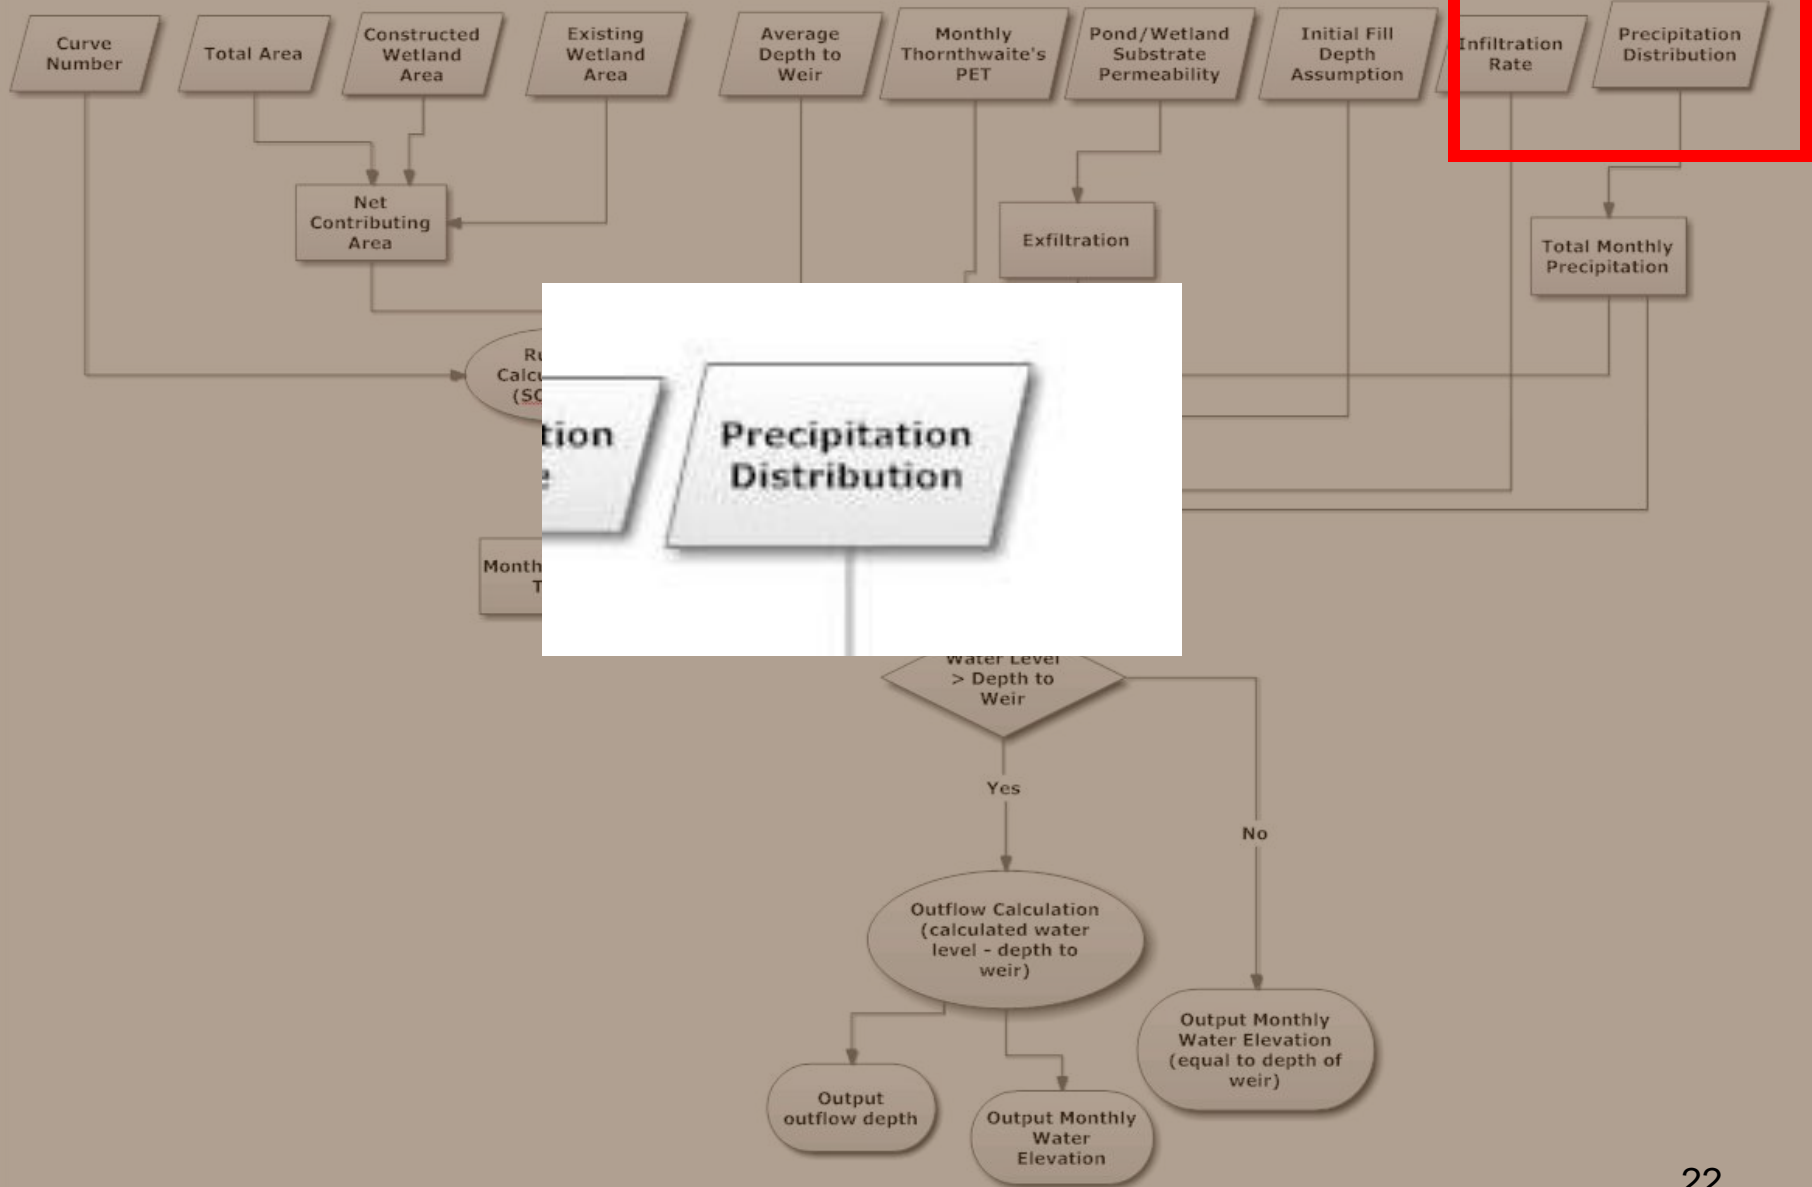 Curve
Number
Total Area
Constructed
Wetland
Area
Existing
Wetland
Area
Average
Depth to
Weir
Monthly
Thornthwaite's
PET
Pond/Wetland
Substrate
Permeability
Initial Fill
Depth
Assumption
Infiltration
Rate
Precipitation
Distribution
Net
Contributing
Area
Exfiltration
Total Monthly
Precipitation
Precipitation
Distribution
Water Level
> Depth to
Weir
Yes
No
Outflow Calculation
(calculated water
level - depth to
weir)
Output Monthly
Water Elevation
(equal to depth of
weir)
Output
outflow depth
Output Monthly
Water
Elevation
22